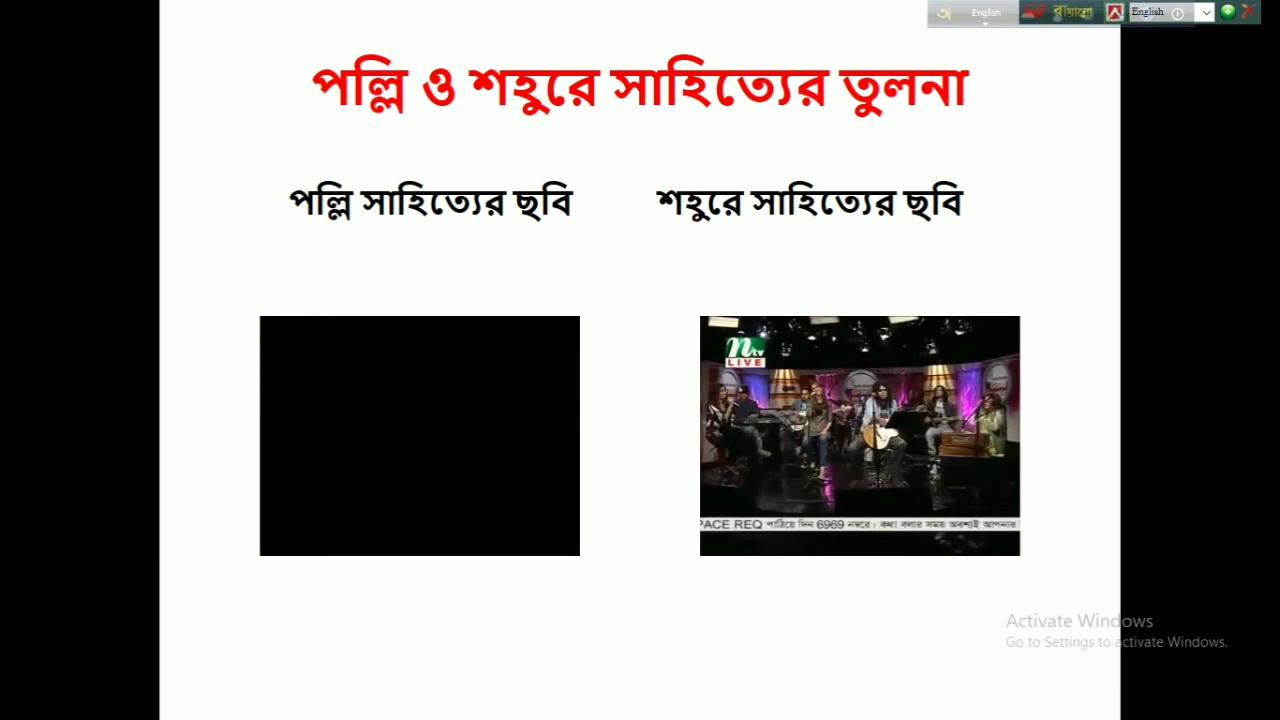 English
English
পল্লি ও শহুরে সাহিত্যের তুলনা
পল্লি সাহিত্যের ছবি
শহুরে সাহিত্যের ছবি
ntv
LIVE
PACE REQ পাঠিয়ে দিন 6969 নম্বরে। কথা বলার সময় অবশ্যই আপনার
Activate Windows
Go to Settings to activate Windows.